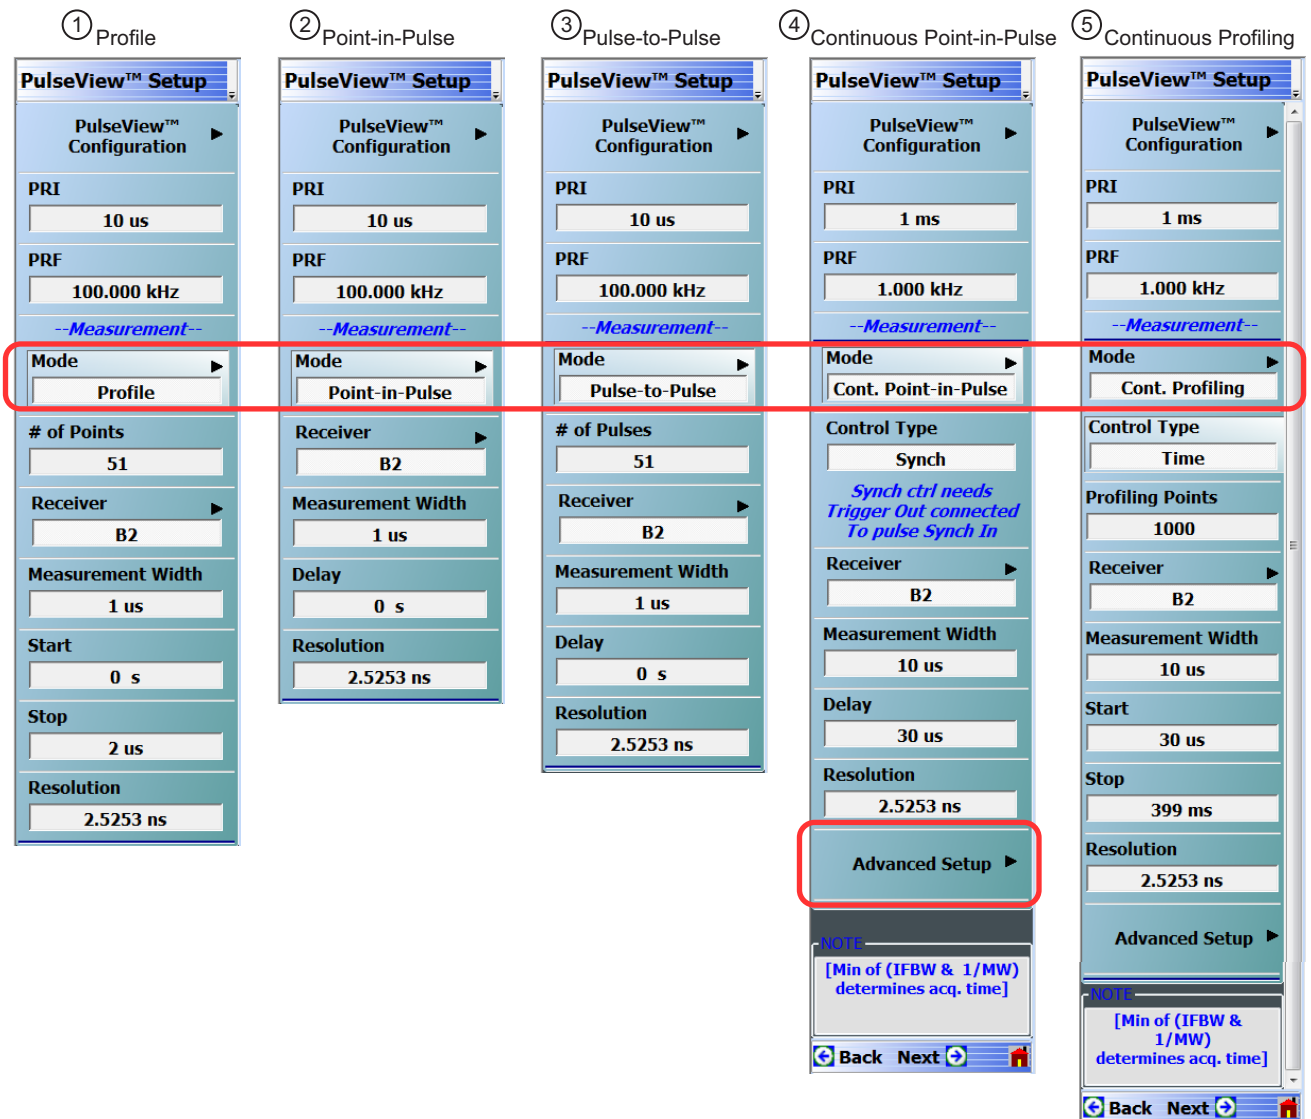 1 Profile
PulseView™ Setup
PulseView™
Configuration
PRI
10 us
PRF
100.000 kHz
--Measurement--
Mode
Profile
# of Points
51
Receiver
B2
Measurement Width
1 us
Start
0 s
Stop
2 us
Resolution
2.5253 ns
2 Point-in-Pulse
PulseView™ Setup
PulseView™
Configuration
PRI
10 us
PRF
100.000 kHz
--Measurement--
Mode
Point-in-Pulse
Receiver
B2
Measurement Width
1 us
Delay
0 s
Resolution
2.5253 ns
3 Pulse-to-Pulse
PulseView™ Setup
PulseView™
Configuration
PRI
10 us
PRF
100.000 kHz
--Measurement--
Mode
Pulse-to-Pulse
# of Pulses
51
Receiver
B2
Measurement Width
1 us
Delay
0 s
Resolution
2.5253 ns
4 Continuous Point-in-Pulse
PulseView™ Setup
PulseView™
Configuration
PRI
1 ms
PRF
1.000 kHz
--Measurement--
Mode
Cont. Point-in-Pulse
Control Type
Synch
Synch ctrl needs
Trigger Out connected
To pulse Synch In
Receiver
B2
Measurement Width
10 us
Delay
30 us
Resolution
2.5253 ns
Advanced Setup
NOTE
[Min of (IFBW & 1/MW)
determines acq. time]
Back Next
5 Continuous Profiling
PulseView™ Setup
PulseView™
Configuration
PRI
1 ms
PRF
1.000 kHz
--Measurement--
Mode
Cont. Profiling
Control Type
Time
Profiling Points
1000
Receiver
B2
Measurement Width
10 us
Start
30 us
Stop
399 ms
Resolution
2.5253 ns
Advanced Setup
NOTE
[Min of (IFBW &
1/MW)
determines acq. time]
Back Next